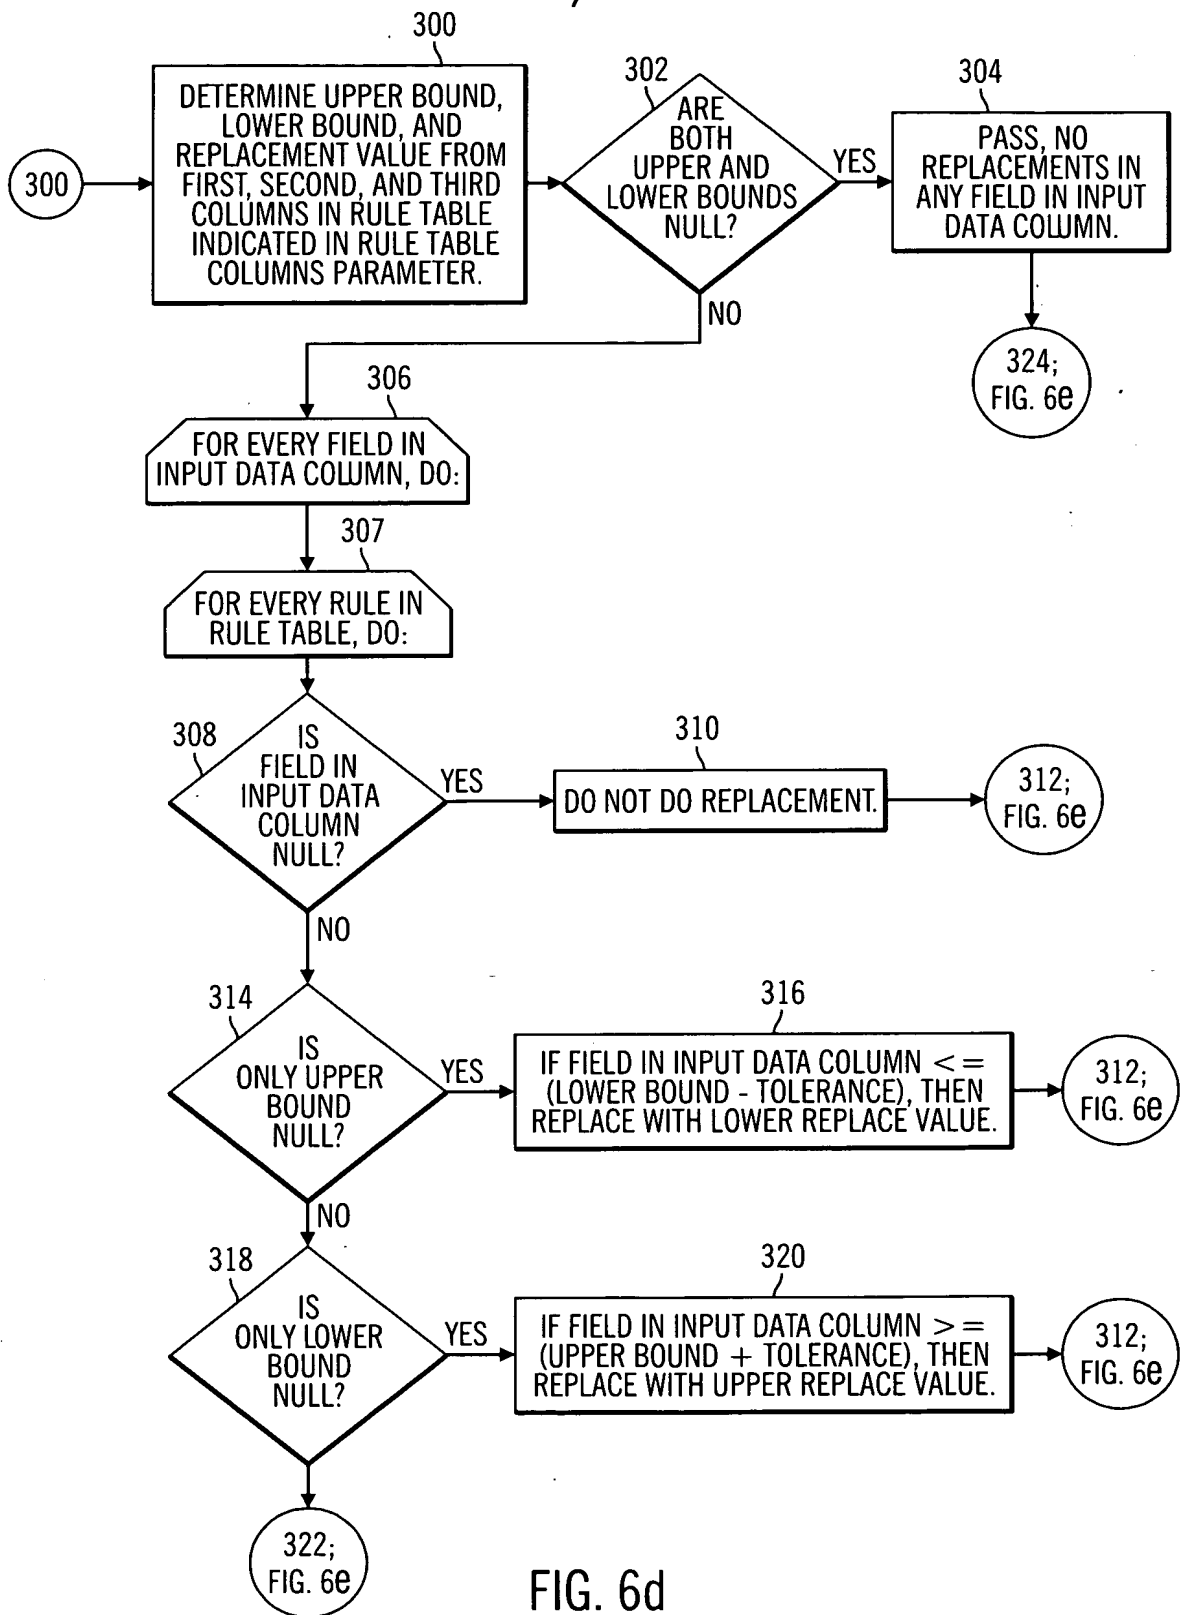 300
300
DETERMINE UPPER BOUND,
LOWER BOUND, AND
REPLACEMENT VALUE FROM
FIRST, SECOND, AND THIRD
COLUMNS IN RULE TABLE
INDICATED IN RULE TABLE
COLUMNS PARAMETER.
302
ARE
BOTH
UPPER AND
LOWER BOUNDS
NULL?
YES
304
PASS, NO
REPLACEMENTS IN
ANY FIELD IN INPUT
DATA COLUMN.
324;
FIG. 6e
NO
306
FOR EVERY FIELD IN
INPUT DATA COLUMN, DO:
307
FOR EVERY RULE IN
RULE TABLE, DO:
308
IS
FIELD IN
INPUT DATA
COLUMN
NULL?
YES
310
DO NOT DO REPLACEMENT.
312;
FIG. 6e
NO
314
IS
ONLY UPPER
BOUND
NULL?
YES
316
IF FIELD IN INPUT DATA COLUMN <=
(LOWER BOUND - TOLERANCE), THEN
REPLACE WITH LOWER REPLACE VALUE.
312;
FIG. 6e
NO
318
IS
ONLY LOWER
BOUND
NULL?
YES
320
IF FIELD IN INPUT DATA COLUMN >=
(UPPER BOUND + TOLERANCE), THEN
REPLACE WITH UPPER REPLACE VALUE.
312;
FIG. 6e
322;
FIG. 6e
FIG. 6d